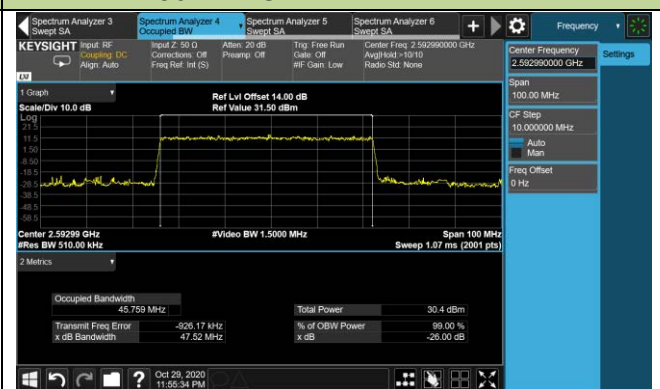 Spectrum Analyzer 3
Swept SA
Spectrum Analyzer 4
Occupied BW
Spectrum Analyzer 5
Swept SA
Spectrum Analyzer 6
Swept SA
Frequency
KEYSIGHT
Input: RF
Coupling: DC
Align: Auto
Input Z: 50 Ω
Corrections: Off
Freq Ref: Int (S)
Atten: 20 dB
Preamp: Off
Trig: Free Run
Gate: Off
#IF Gain: Low
Center Freq: 2.592990000 GHz
Avg|Hold:>10/10
Radio Std: None
LXI
Center Frequency
2.592990000 GHz
Settings
Span
100.00 MHz
CF Step
10.000000 MHz
Auto
Man
Freq Offset
0 Hz
1 Graph
Scale/Div 10.0 dB
Ref Lvl Offset 14.00 dB
Ref Value 31.50 dBm
Log
21.5
11.5
1.50
-8.50
-18.5
-28.5
-38.5
-48.5
-58.5
Center 2.59299 GHz
#Res BW 510.00 kHz
#Video BW 1.5000 MHz
Span 100 MHz
Sweep 1.07 ms (2001 pts)
2 Metrics
Occupied Bandwidth
45.759 MHz
Total Power
30.4 dBm
Transmit Freq Error
-926.17 kHz
% of OBW Power
99.00 %
x dB Bandwidth
47.52 MHz
x dB
-26.00 dB
?
Oct 29, 2020
11:55:34 PM